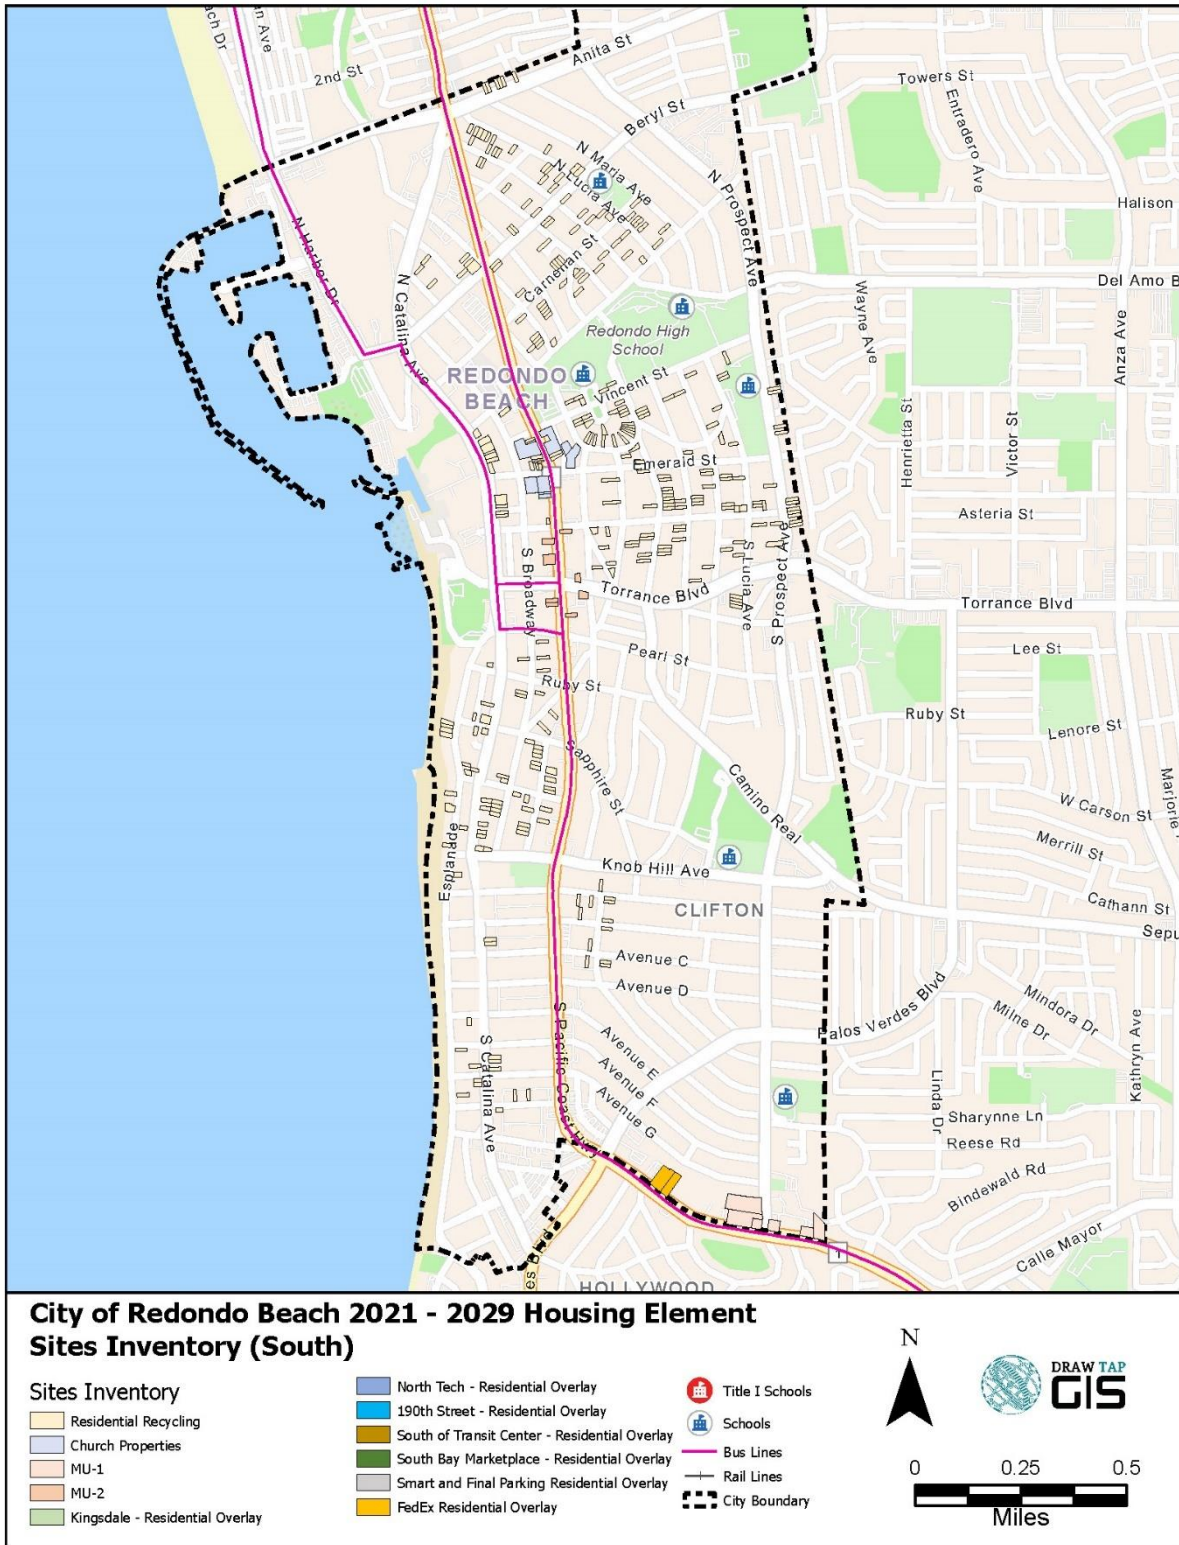 2nd St
Anita St
Towers St
Entradero Ave
Beryl St
N Maria Ave
N Lucia Ave
N Prospect Ave
Halison
N Harbor Dr
Carnelian St
N Catalina Ave
Del Amo B
Wayne Ave
Anza Ave
Redondo High
School
REDONDO
BEACH
Vincent St
Henrietta St
Victor St
Emerald St
Asteria St
S Broadway
S Lucia Ave
S Prospect Ave
Torrance Blvd
Torrance Blvd
Pearl St
Lee St
Ruby St
Ruby St
Lenore St
Sapphire St
Camino Real
W Carson St
Marjorie
Merrill St
Esplanade
Knob Hill Ave
Cathann St
CLIFTON
Sepu
Avenue C
Avenue D
Palos Verdes Blvd
Mindora Dr
Milne Dr
Kathryn Ave
S Pacific Coast Hwy
S Catalina Ave
Avenue E
Avenue F
Avenue G
Linda Dr
Sharynne Ln
Reese Rd
Bindewald Rd
Calle Mayor
HOLLYWOOD
City of Redondo Beach 2021 - 2029 Housing Element
Sites Inventory (South)
Sites Inventory
Residential Recycling
Church Properties
MU-1
MU-2
Kingsdale - Residential Overlay
North Tech - Residential Overlay
190th Street - Residential Overlay
South of Transit Center - Residential Overlay
South Bay Marketplace - Residential Overlay
Smart and Final Parking Residential Overlay
FedEx Residential Overlay
Title I Schools
Schools
Bus Lines
Rail Lines
City Boundary
N
DRAW TAP
GIS
0 0.25 0.5
Miles